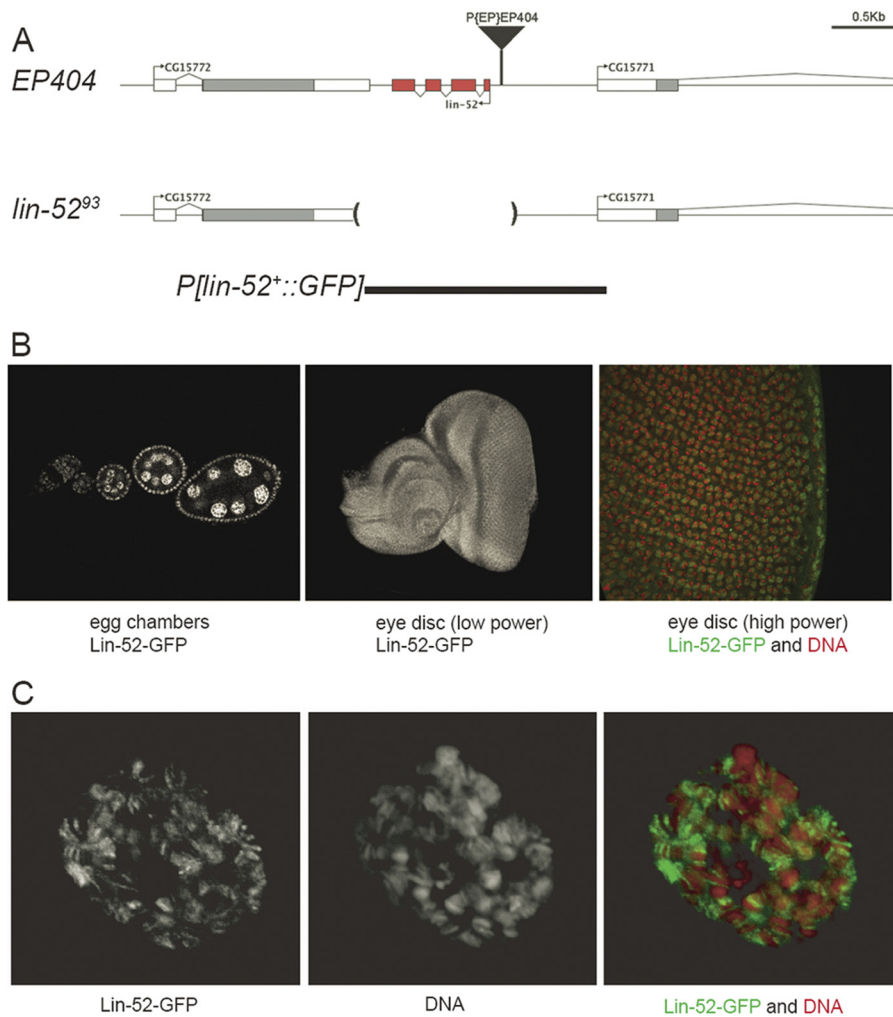 A
P{EP}EP404
0.5Kb
EP404
CG15772
lin-52
CG15771
lin-52⁹³
CG15772
CG15771
P[lin-52⁺::GFP]
B
egg chambers
Lin-52-GFP
eye disc (low power)
Lin-52-GFP
eye disc (high power)
Lin-52-GFP and DNA
C
Lin-52-GFP
DNA
Lin-52-GFP and DNA